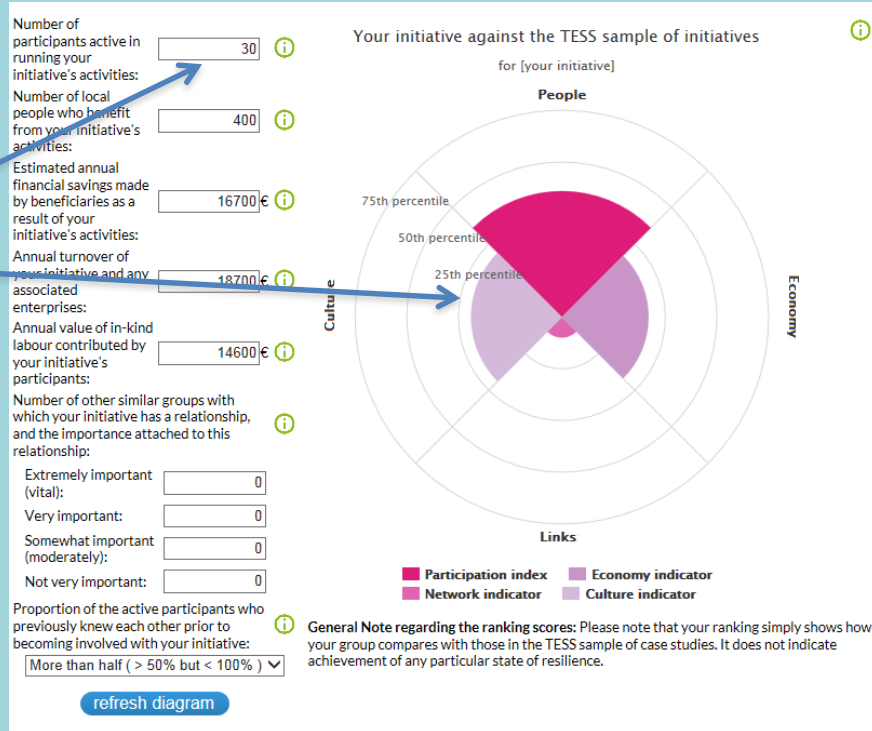 Number of
participants active in
running your
initiative's activities:
30
Number of local
people who benefit
from your initiative's
activities:
400
Estimated annual
financial savings made
by beneficiaries as a
result of your
initiative's activities:
16700 €
Annual turnover of
your initiative and any
associated
enterprises:
18700 €
Annual value of in-kind
labour contributed by
your initiative's
participants:
14600 €
Number of other similar groups with
which your initiative has a relationship,
and the importance attached to this
relationship:
Extremely important
(vital):
0
Very important:
0
Somewhat important
(moderately):
0
Not very important:
0
Proportion of the active participants who
previously knew each other prior to
becoming involved with your initiative:
More than half ( > 50% but < 100% )
refresh diagram
Your initiative against the TESS sample of initiatives
for [your initiative]
People
75th percentile
50th percentile
25th percentile
Culture
Economy
Links
Participation index
Economy indicator
Network indicator
Culture indicator
General Note regarding the ranking scores: Please note that your ranking simply shows how
your group compares with those in the TESS sample of case studies. It does not indicate
achievement of any particular state of resilience.